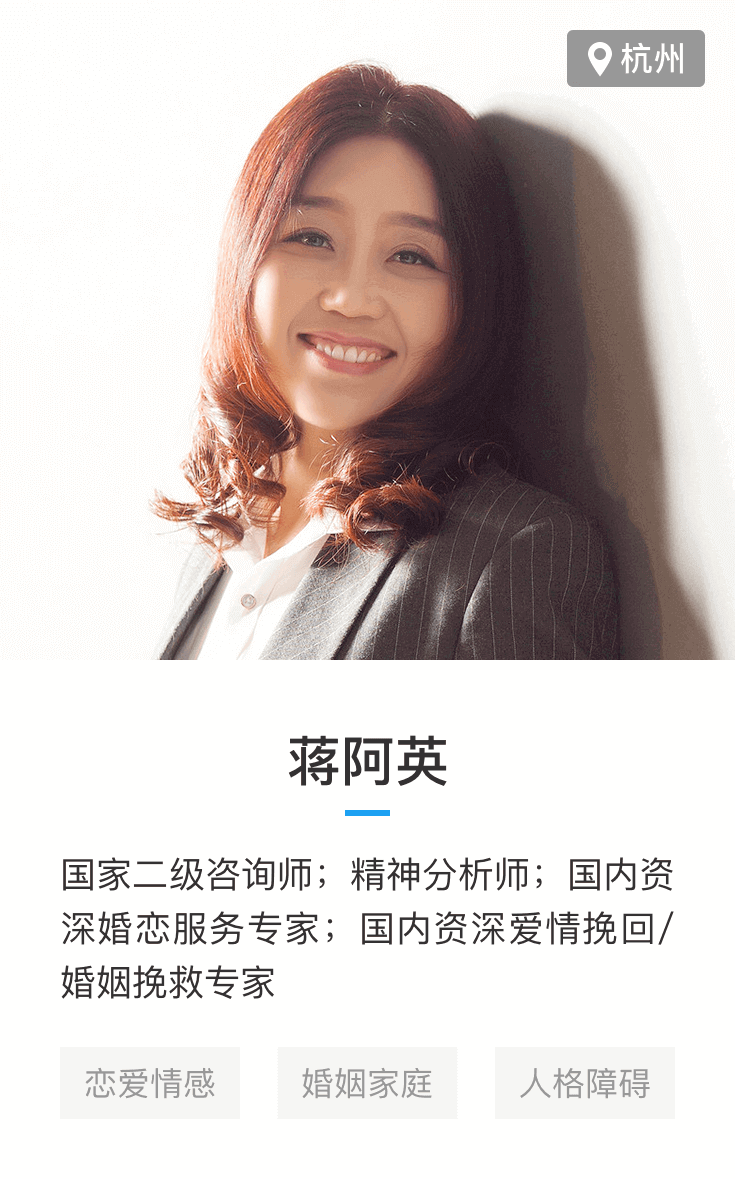 杭州
蒋阿英
国家二级咨询师；精神分析师；国内资
深婚恋服务专家；国内资深爱情挽回/
婚姻挽救专家
恋爱情感
婚姻家庭
人格障碍